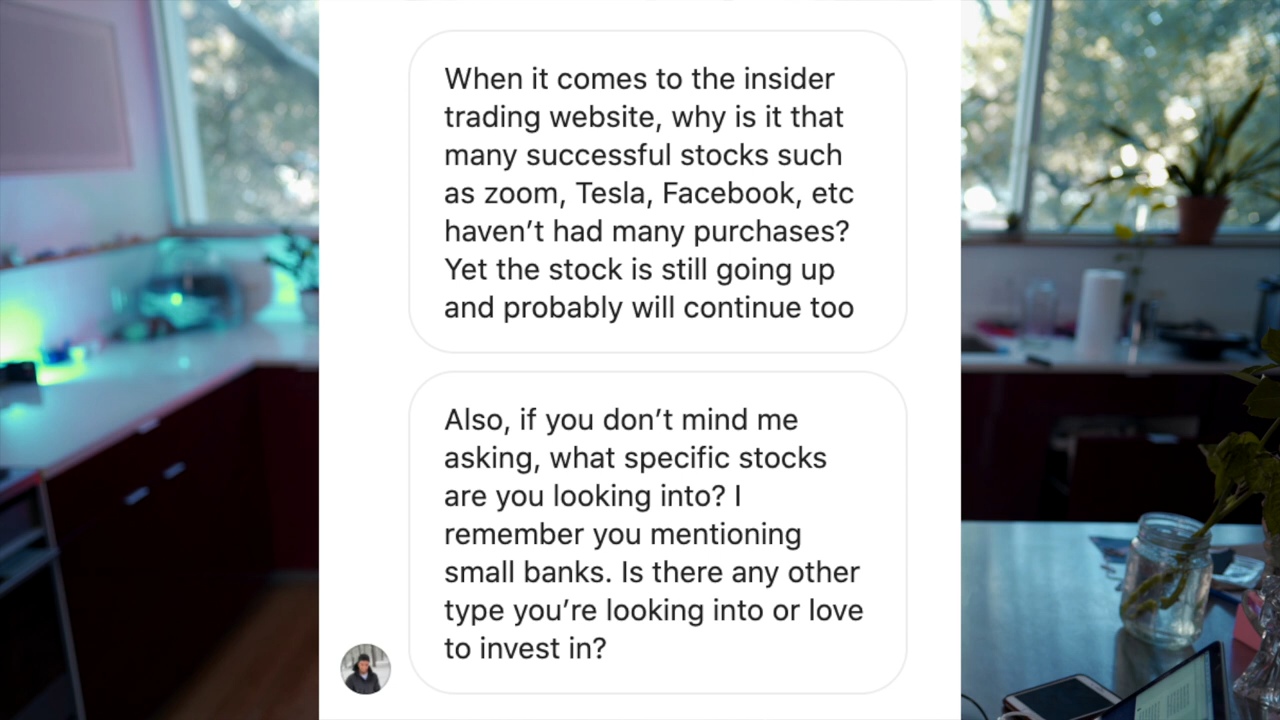 When it comes to the insider
trading website, why is it that
many successful stocks such
as zoom, Tesla, Facebook, etc
haven’t had many purchases?
Yet the stock is still going up
and probably will continue too
Also, if you don’t mind me
asking, what specific stocks
are you looking into? I
remember you mentioning
small banks. Is there any other
type you’re looking into or love
to invest in?